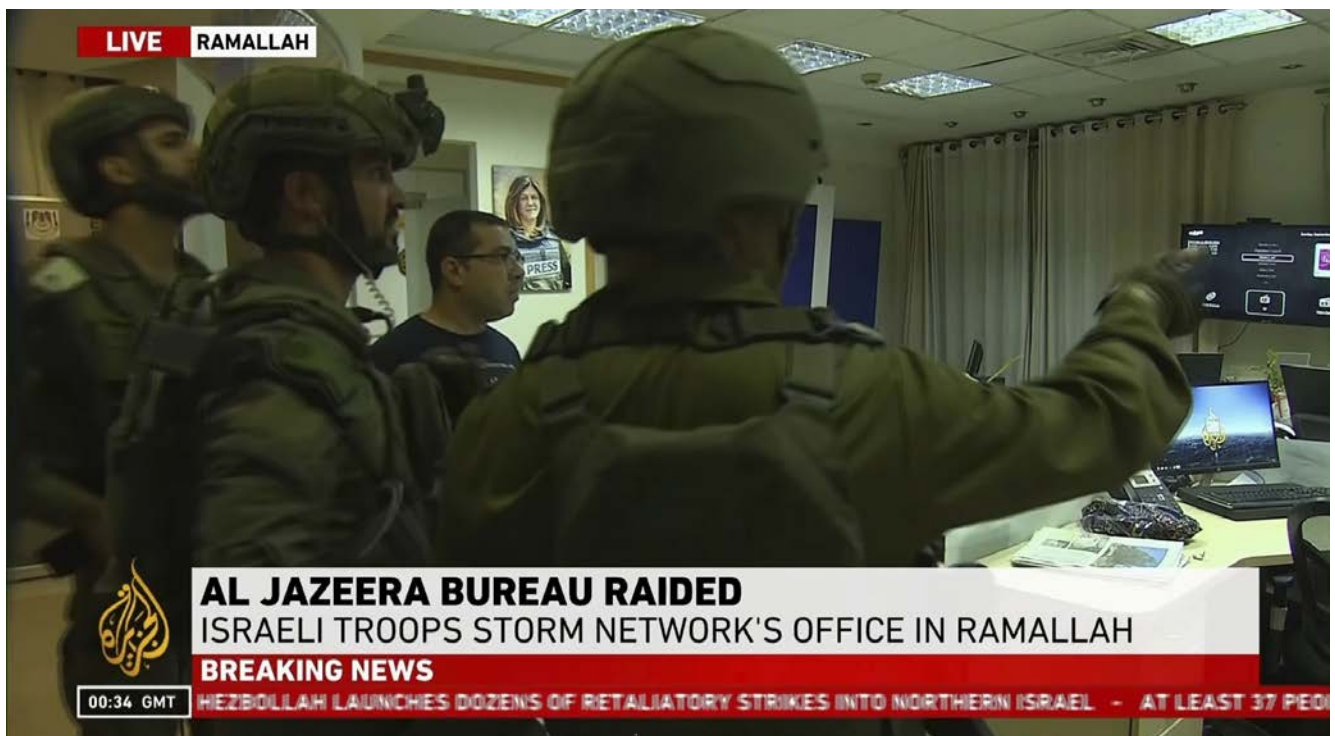 LIVE RAMALLAH
PRESS
AL JAZEERA BUREAU RAIDED
ISRAELI TROOPS STORM NETWORK'S OFFICE IN RAMALLAH
الجزيرة
BREAKING NEWS
00:34 GMT HEZBOLLAH LAUNCHES DOZENS OF RETALIATORY STRIKES INTO NORTHERN ISRAEL - AT LEAST 37